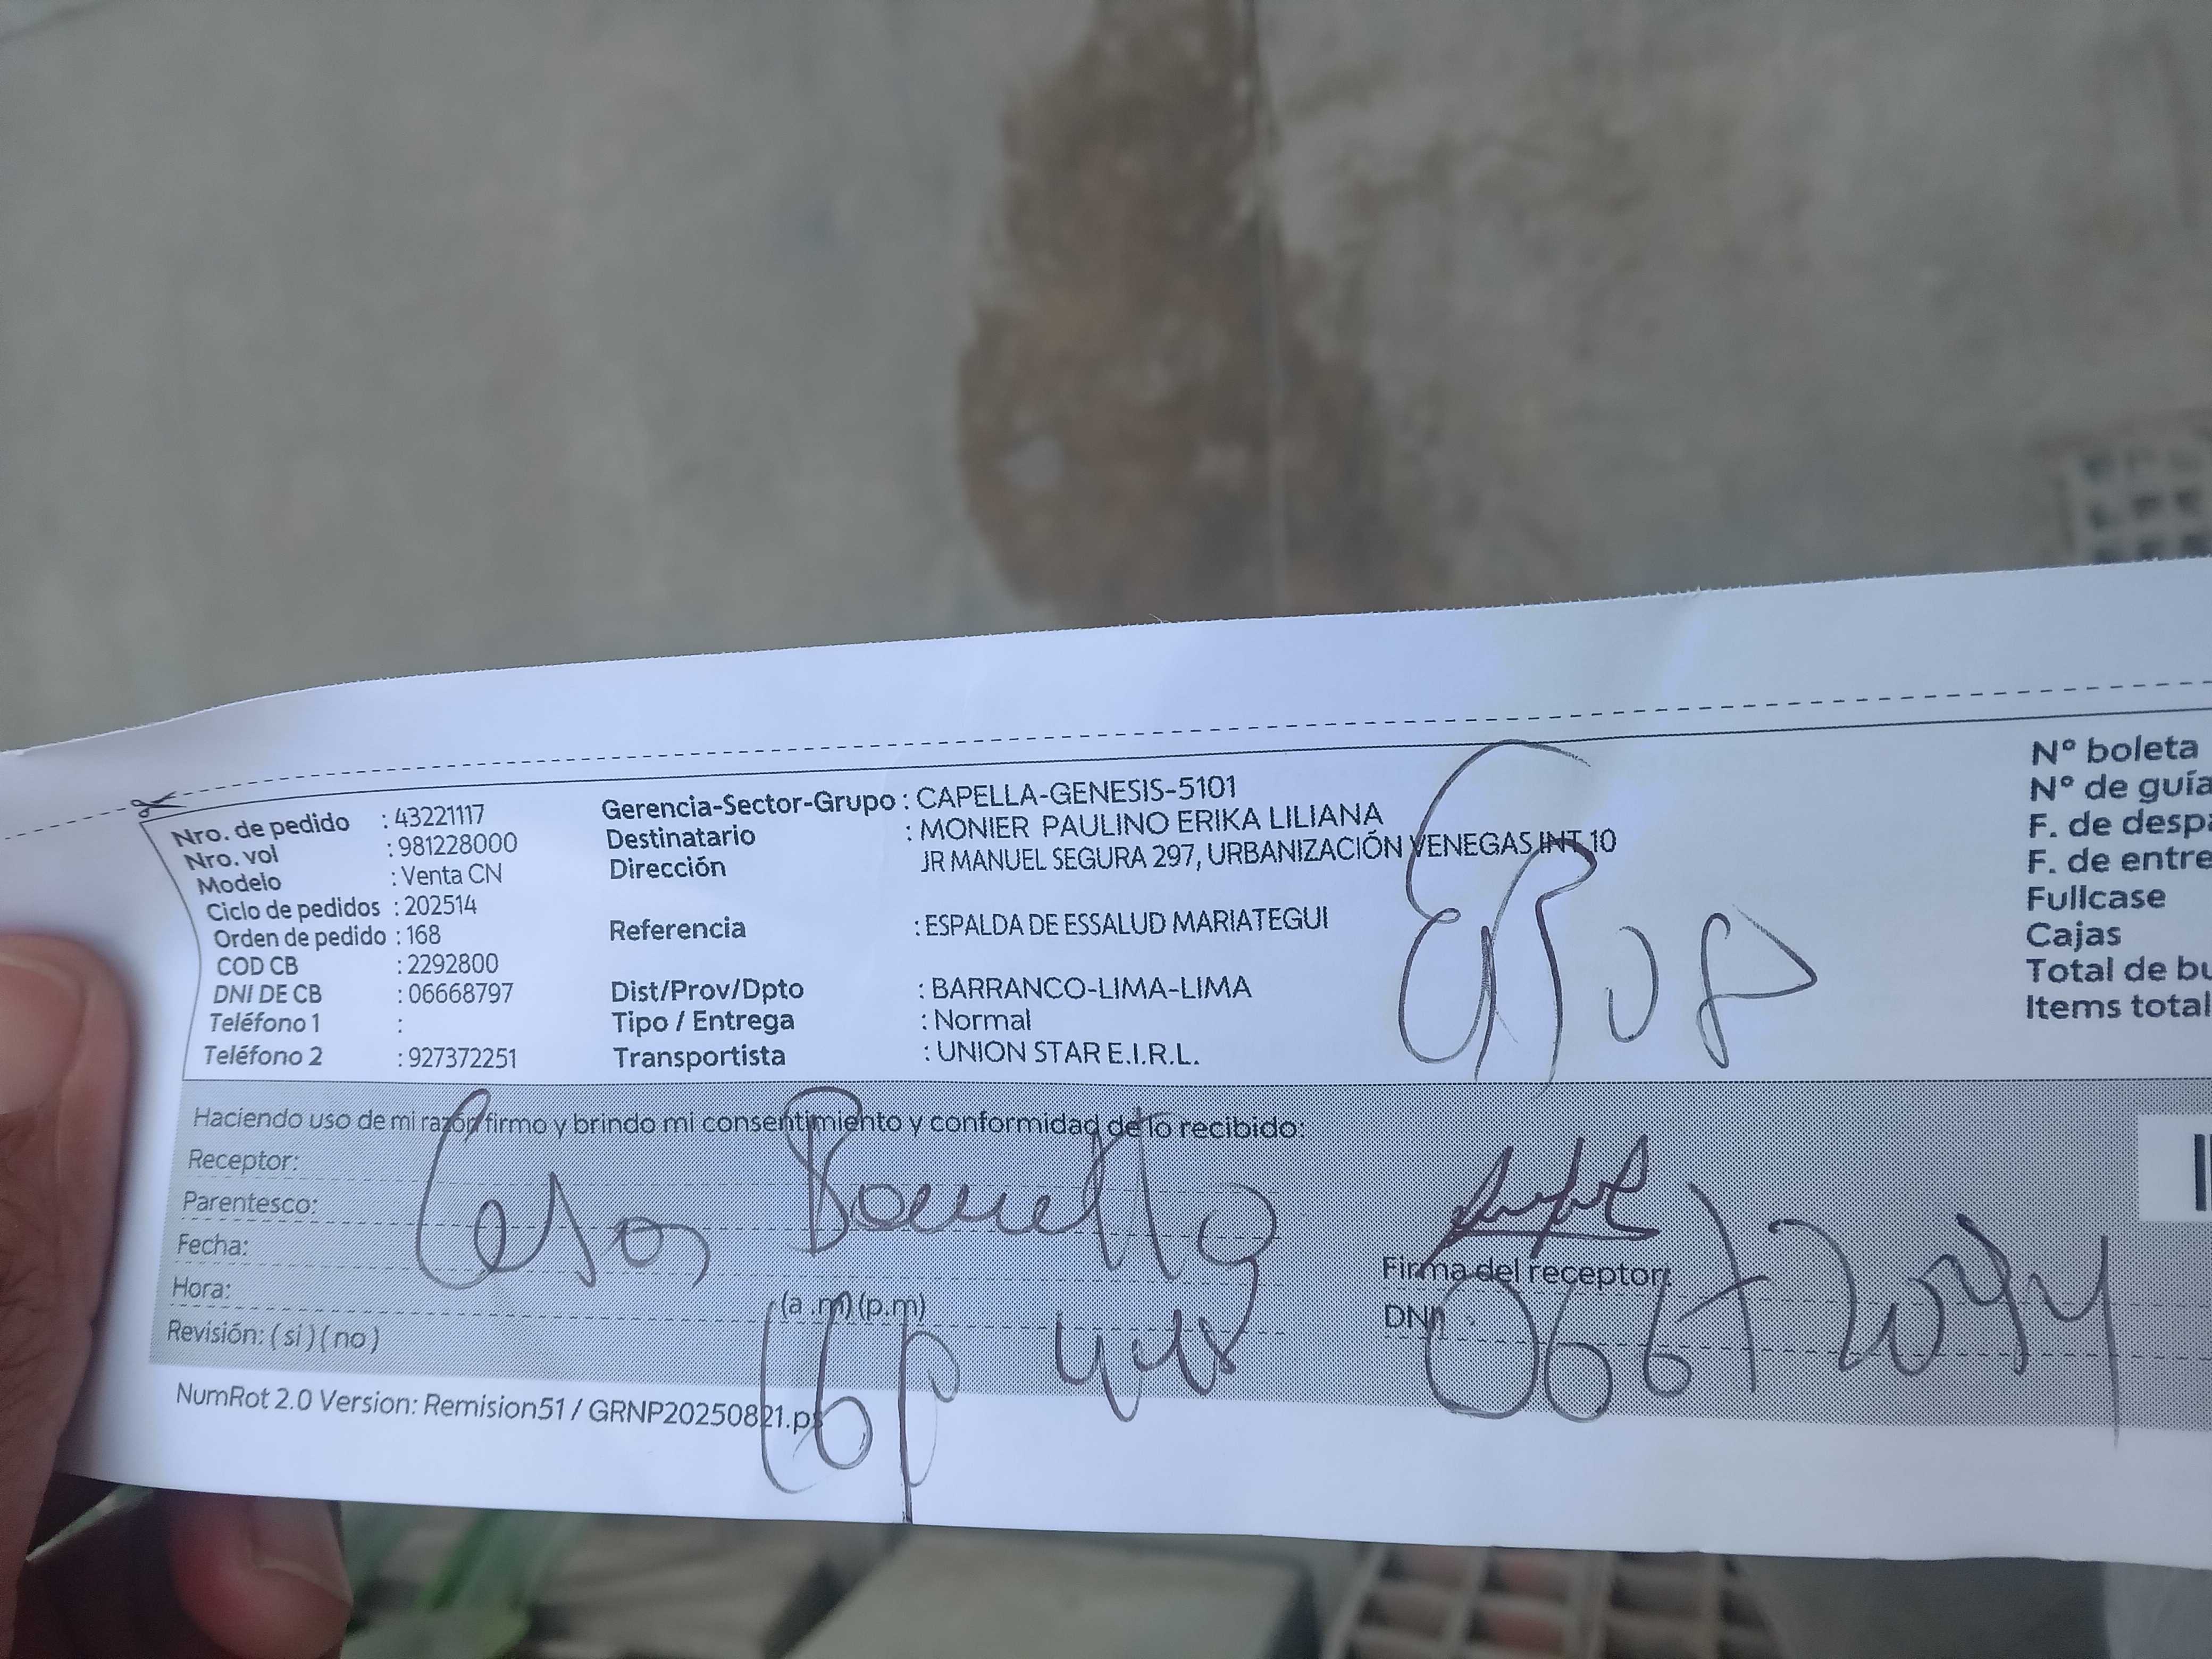 Nro. de pedido : 43221117
Nro. vol : 981228000
Modelo : Venta CN
Ciclo de pedidos : 202514
Orden de pedido : 168
COD CB : 2292800
DNI DE CB : 06668797
Teléfono 1 :
Teléfono 2 : 927372251
Gerencia-Sector-Grupo : CAPELLA-GENESIS-5101
Destinatario : MONIER PAULINO ERIKA LILIANA
Dirección JR MANUEL SEGURA 297, URBANIZACIÓN VENEGAS INT 10
Referencia : ESPALDA DE ESSALUD MARIATEGUI
Dist/Prov/Dpto : BARRANCO-LIMA-LIMA
Tipo / Entrega : Normal
Transportista : UNION STAR E.I.R.L.
Nº boleta
Nº de guía
F. de despa
F. de entre
Fullcase
Cajas
Total de bu
Items total
Haciendo uso de mi razón firmo y brindo mi consentimiento y conformidad de lo recibido:
Receptor:
Parentesco:
Fecha:
Hora: (a .m) (p.m)
Revisión: ( si ) ( no )
Firma del receptor:
DNI
NumRot 2.0 Version: Remision51 / GRNP20250821.p